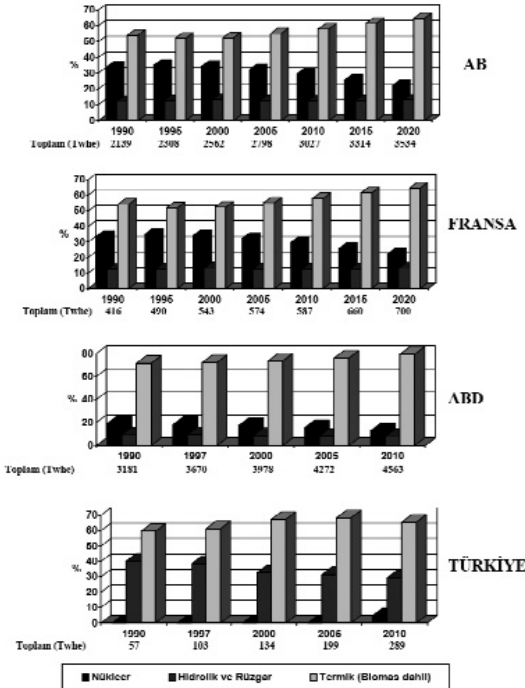 70
60
50
40
30
20
10
0
%
AB
1990 1995 2000 2005 2010 2015 2020
Toplam (Twhe) 2139 2308 2562 2798 3027 3314 3534
70
60
50
40
30
20
10
0
%
FRANSA
1990 1995 2000 2005 2010 2015 2020
Toplam (Twhe) 416 490 543 574 587 660 700
80
60
40
20
0
%
ABD
1990 1997 2000 2005 2010
Toplam (Twhe) 3181 3670 3978 4272 4563
70
60
50
40
30
20
10
0
%
TÜRKİYE
1990 1997 2000 2005 2010
Toplam (Twhe) 57 103 134 199 289
Nükleer Hidrolik ve Rüzgar Termik (Biomas dahil)